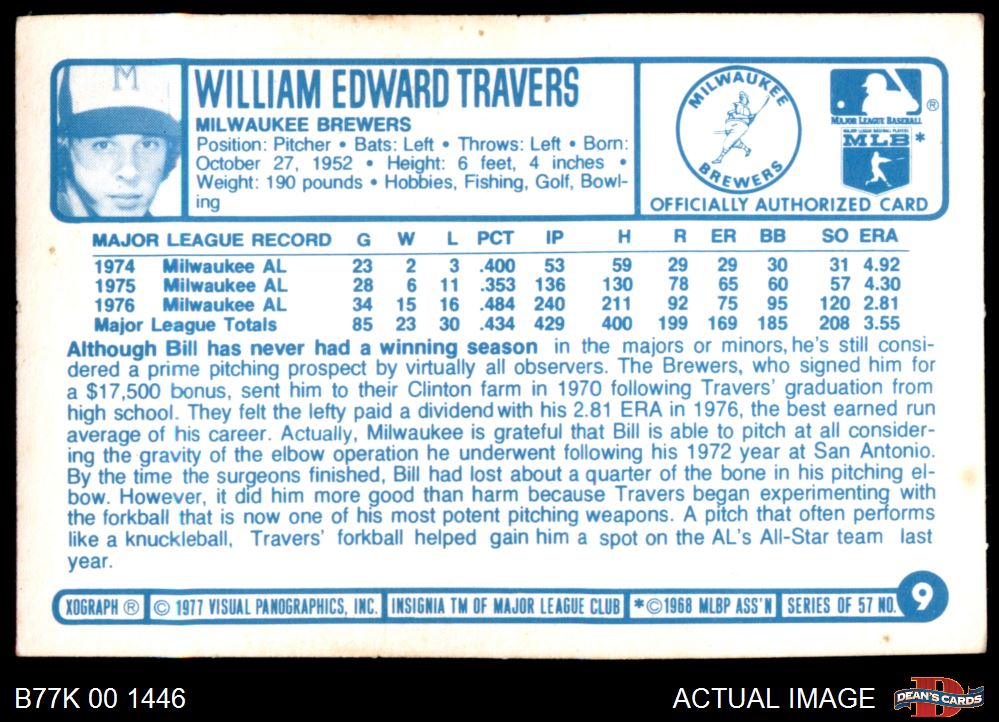 M
WILLIAM EDWARD TRAVERS
MILWAUKEE BREWERS
Position: Pitcher • Bats: Left • Throws: Left • Born:
October 27, 1952 • Height: 6 feet, 4 inches •
Weight: 190 pounds • Hobbies, Fishing, Golf, Bowl-
ing
MILWAUKEE
BREWERS
MAJOR LEAGUE BASEBALL ®
MAJOR LEAGUE BASEBALL PLAYERS
MLB *
OFFICIALLY AUTHORIZED CARD
MAJOR LEAGUE RECORD G W L PCT IP H R ER BB SO ERA
1974 Milwaukee AL 23 2 3 .400 53 59 29 29 30 31 4.92
1975 Milwaukee AL 28 6 11 .353 136 130 78 65 60 57 4.30
1976 Milwaukee AL 34 15 16 .484 240 211 92 75 95 120 2.81
Major League Totals 85 23 30 .434 429 400 199 169 185 208 3.55
Although Bill has never had a winning season in the majors or minors, he's still consi-
dered a prime pitching prospect by virtually all observers. The Brewers, who signed him for
a $17,500 bonus, sent him to their Clinton farm in 1970 following Travers' graduation from
high school. They felt the lefty paid a dividend with his 2.81 ERA in 1976, the best earned run
average of his career. Actually, Milwaukee is grateful that Bill is able to pitch at all consider-
ing the gravity of the elbow operation he underwent following his 1972 year at San Antonio.
By the time the surgeons finished, Bill had lost about a quarter of the bone in his pitching el-
bow. However, it did him more good than harm because Travers began experimenting with
the forkball that is now one of his most potent pitching weapons. A pitch that often performs
like a knuckleball, Travers' forkball helped gain him a spot on the AL's All-Star team last
year.
XOGRAPH ® © 1977 VISUAL PANOGRAPHICS, INC. INSIGNIA TM OF MAJOR LEAGUE CLUB *©1968 MLBP ASS'N SERIES OF 57 NO. 9
B77K 00 1446
ACTUAL IMAGE
D
DEAN'S CARDS